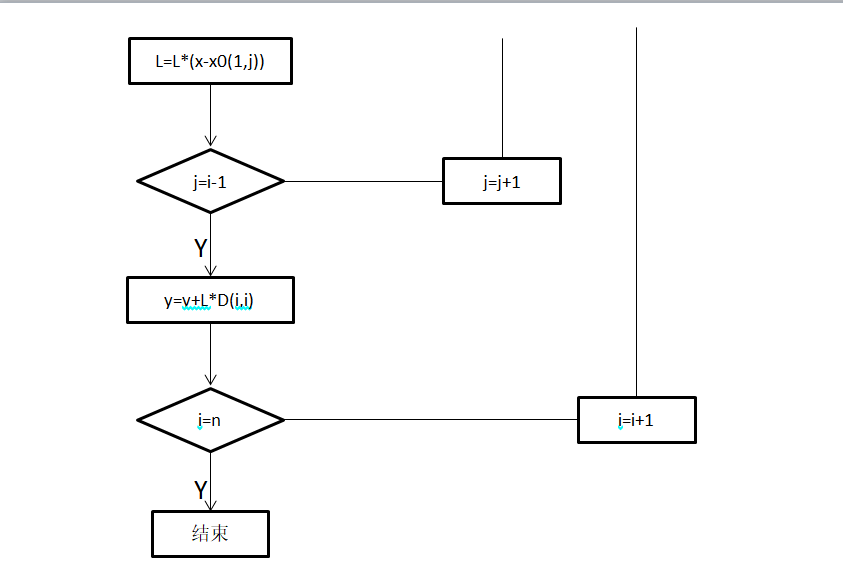 L=L*(x-x0(1,j))
j=i-1
j=j+1
Y
y=y+L*D(i,i)
i=n
i=i+1
Y
结束